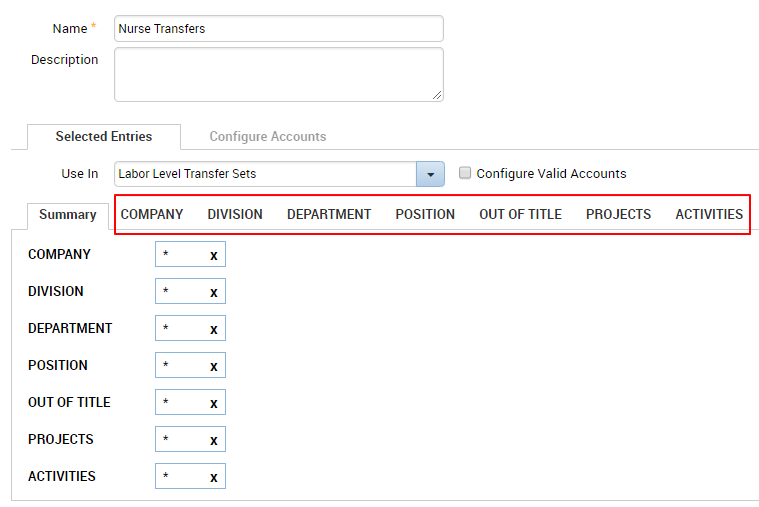 Name * Nurse Transfers
Description
Selected Entries Configure Accounts
Use In Labor Level Transfer Sets Configure Valid Accounts
Summary COMPANY DIVISION DEPARTMENT POSITION OUT OF TITLE PROJECTS ACTIVITIES
COMPANY * x
DIVISION * x
DEPARTMENT * x
POSITION * x
OUT OF TITLE * x
PROJECTS * x
ACTIVITIES * x